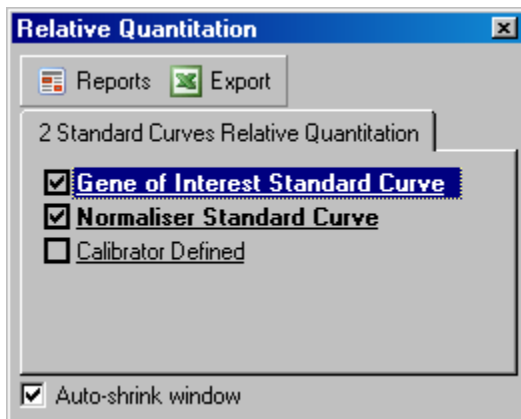 Relative Quantitation
Reports Export
2 Standard Curves Relative Quantitation
Gene of Interest Standard Curve
Normaliser Standard Curve
Calibrator Defined
Auto-shrink window